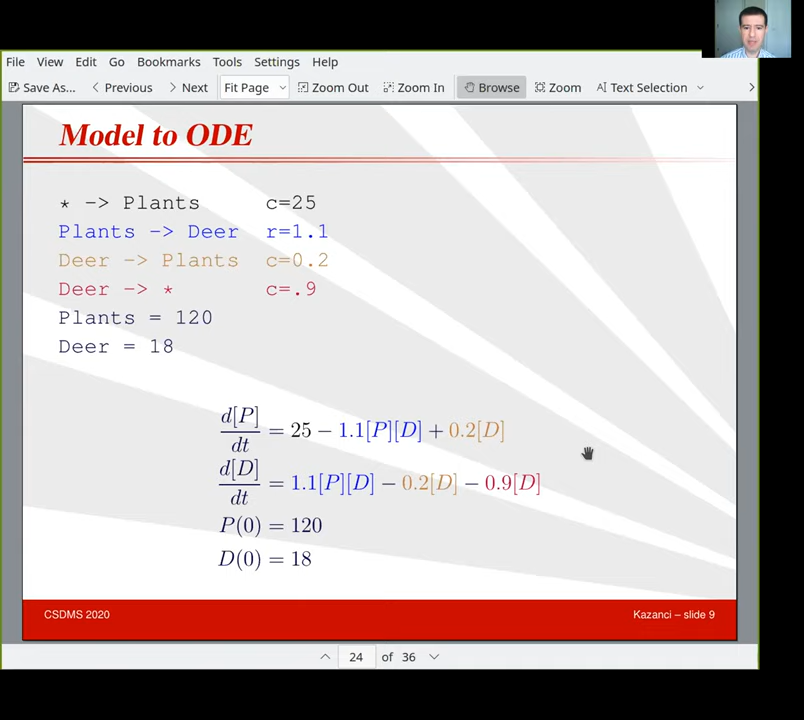 File View Edit Go Bookmarks Tools Settings Help
Save As... Previous Next Fit Page Zoom Out Zoom In Browse Zoom Text Selection
Model to ODE
* -> Plants c=25
Plants -> Deer r=1.1
Deer -> Plants c=0.2
Deer -> * c=.9
Plants = 120
Deer = 18
d[P]/dt = 25 − 1.1[P][D] + 0.2[D]
d[D]/dt = 1.1[P][D] − 0.2[D] − 0.9[D]
P(0) = 120
D(0) = 18
CSDMS 2020 Kazanci – slide 9
24 of 36